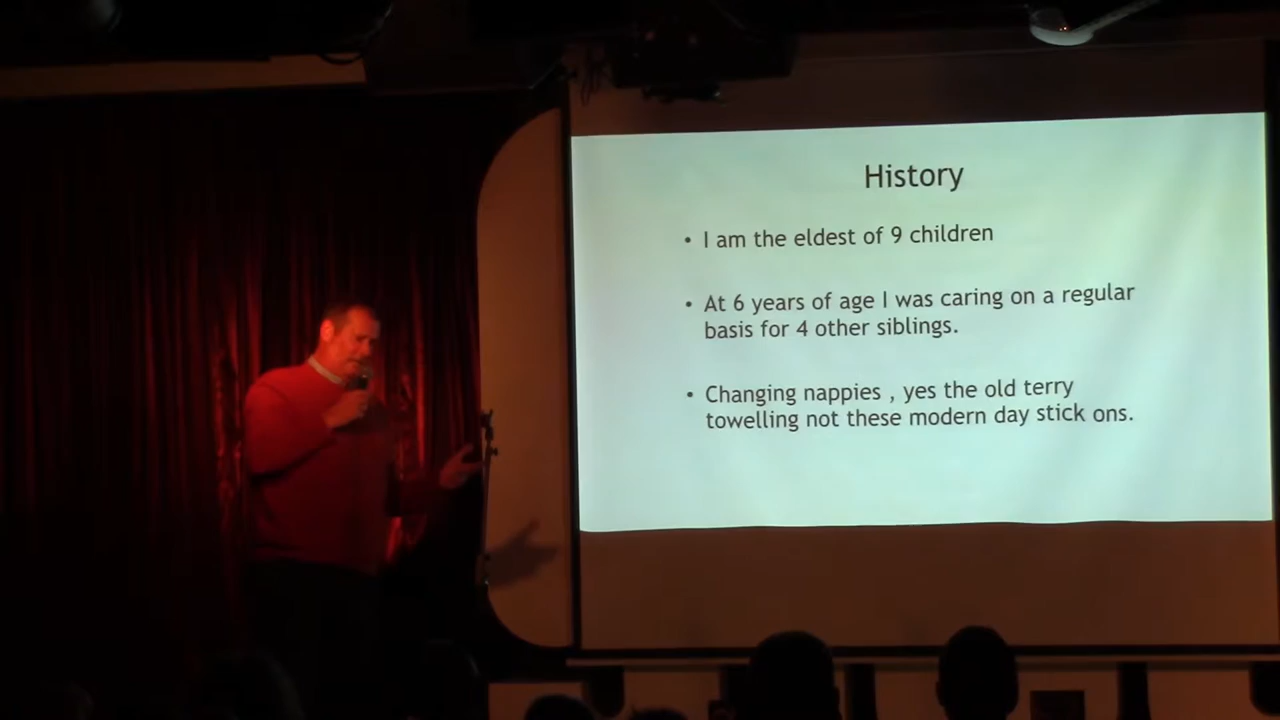 History
• I am the eldest of 9 children
• At 6 years of age I was caring on a regular
basis for 4 other siblings.
• Changing nappies , yes the old terry
towelling not these modern day stick ons.